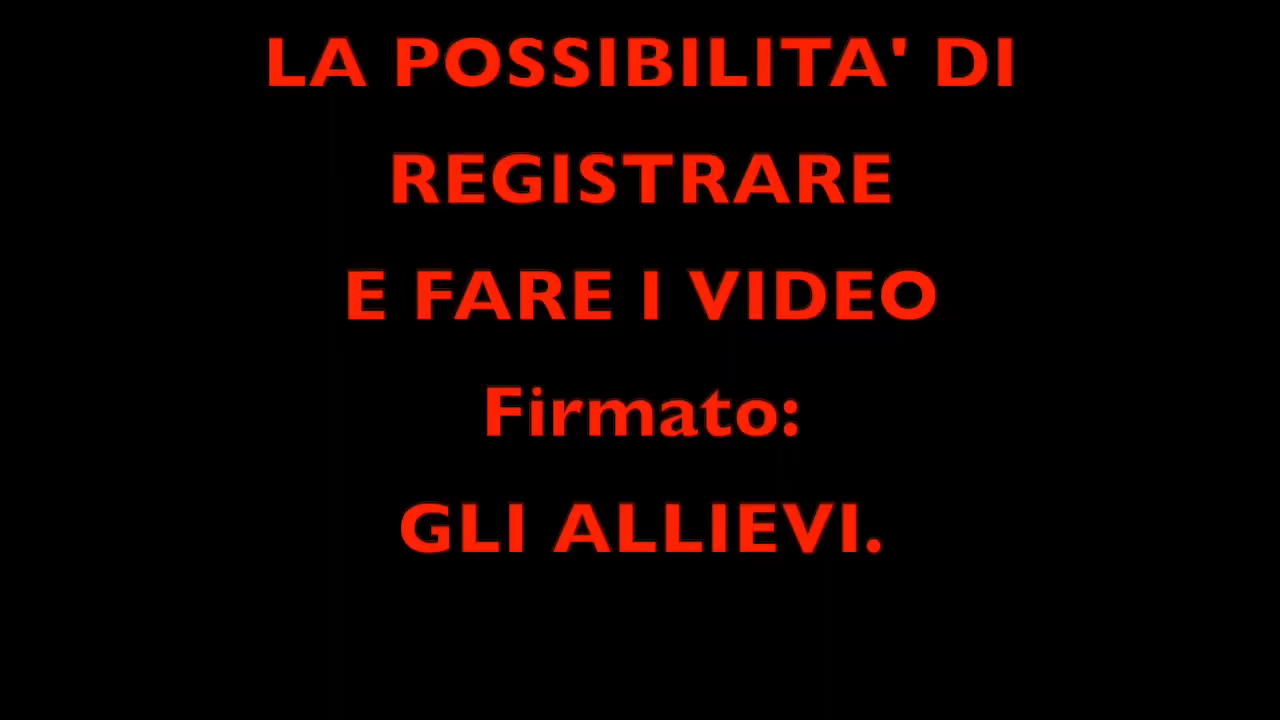 LA POSSIBILITA' DI
REGISTRARE
E FARE I VIDEO
Firmato:
GLI ALLIEVI.